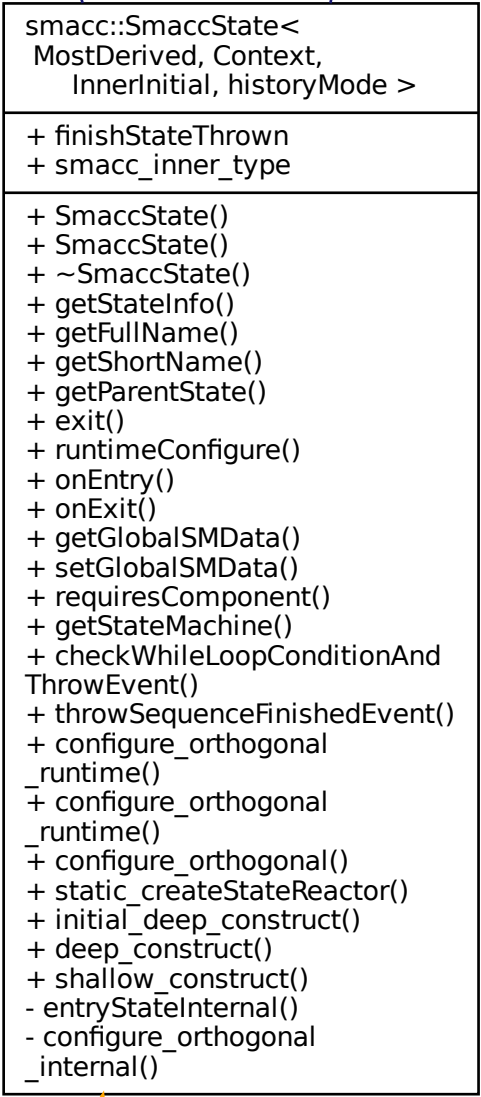 smacc::SmaccState<
MostDerived, Context,
InnerInitial, historyMode >
+ finishStateThrown
+ smacc_inner_type
+ SmaccState()
+ SmaccState()
+ ~SmaccState()
+ getStateInfo()
+ getFullName()
+ getShortName()
+ getParentState()
+ exit()
+ runtimeConfigure()
+ onEntry()
+ onExit()
+ getGlobalSMData()
+ setGlobalSMData()
+ requiresComponent()
+ getStateMachine()
+ checkWhileLoopConditionAnd
ThrowEvent()
+ throwSequenceFinishedEvent()
+ configure_orthogonal
_runtime()
+ configure_orthogonal
_runtime()
+ configure_orthogonal()
+ static_createStateReactor()
+ initial_deep_construct()
+ deep_construct()
+ shallow_construct()
- entryStateInternal()
- configure_orthogonal
_internal()